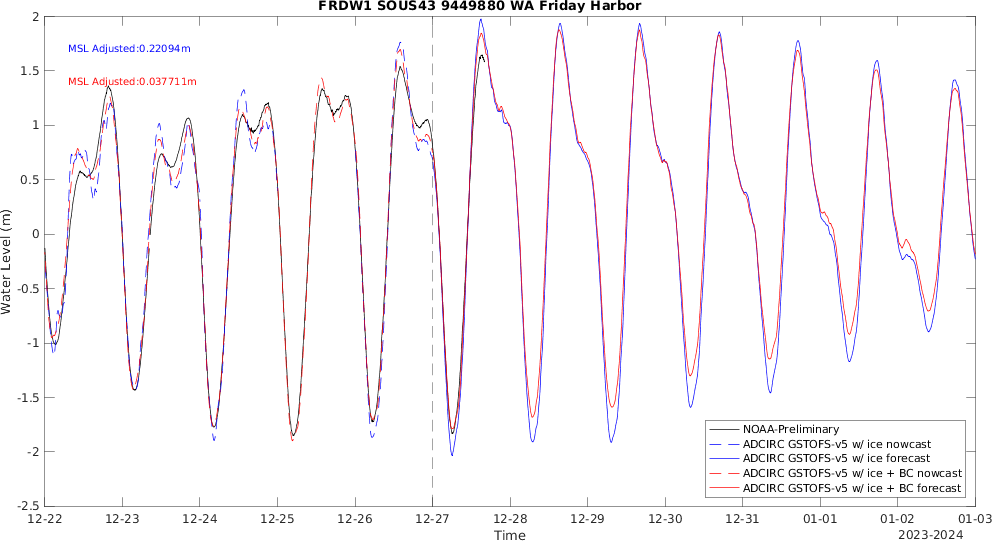 FRDW1 SOUS43 9449880 WA Friday Harbor
MSL Adjusted:0.22094m
MSL Adjusted:0.037711m
Water Level (m)
2
1.5
1
0.5
0
-0.5
-1
-1.5
-2
-2.5
NOAA-Preliminary
ADCIRC GSTOFS-v5 w/ ice nowcast
ADCIRC GSTOFS-v5 w/ ice forecast
ADCIRC GSTOFS-v5 w/ ice + BC nowcast
ADCIRC GSTOFS-v5 w/ ice + BC forecast
12-22 12-23 12-24 12-25 12-26 12-27 12-28 12-29 12-30 12-31 01-01 01-02 01-03
Time
2023-2024